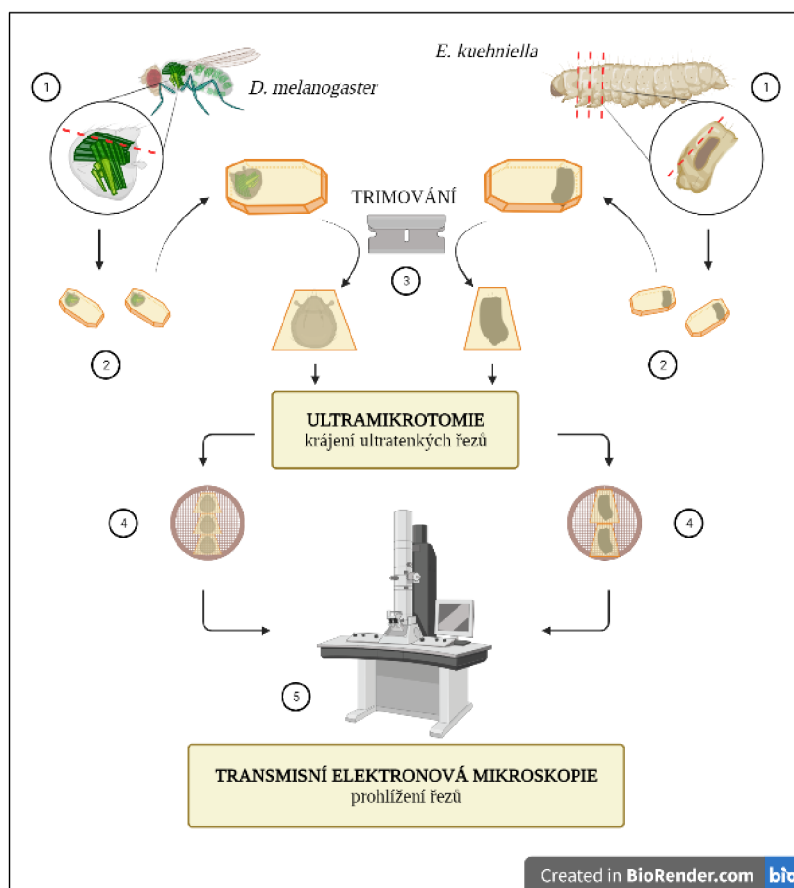 E. kuehniella
1
1
D. melanogaster
TRIMOVÁNÍ
3
2
2
ULTRAMIKROTOMIE
krájení ultratenkých řezů
4
4
5
TRANSMISNÍ ELEKTRONOVÁ MIKROSKOPIE
prohlížení řezů
Created in BioRender.com bio